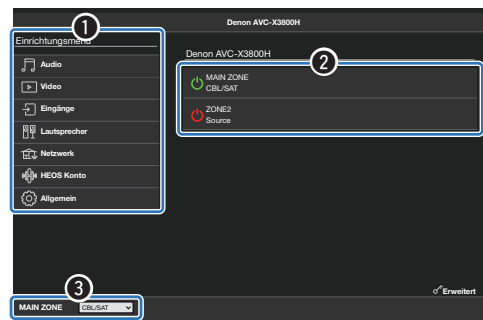 Denon AVC-X3800H
1
Einrichtungsmenü
Audio
Video
Eingänge
Lautsprecher
Netzwerk
HEOS Konto
Allgemein
Denon AVC-X3800H
2
MAIN ZONE
CBL/SAT
ZONE2
Source
Erweitert
3
MAIN ZONE CBL/SAT